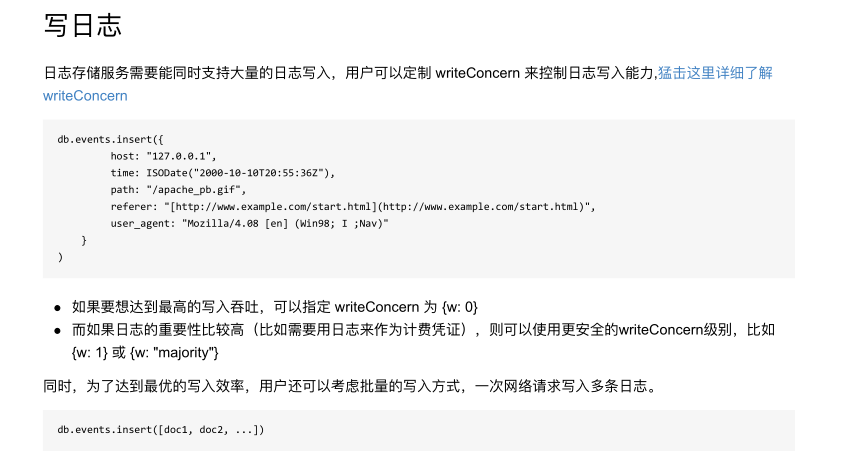 写日志
日志存储服务需要能同时支持大量的日志写入，用户可以定制 writeConcern 来控制日志写入能力,猛击这里详细了解
writeConcern
db.events.insert({
        host: "127.0.0.1",
        time: ISODate("2000-10-10T20:55:36Z"),
        path: "/apache_pb.gif",
        referer: "[http://www.example.com/start.html](http://www.example.com/start.html)",
        user_agent: "Mozilla/4.08 [en] (Win98; I ;Nav)"
    }
)
● 如果要想达到最高的写入吞吐，可以指定 writeConcern 为 {w: 0}
● 而如果日志的重要性比较高（比如需要用日志来作为计费凭证），则可以使用更安全的writeConcern级别，比如
{w: 1} 或 {w: "majority"}
同时，为了达到最优的写入效率，用户还可以考虑批量的写入方式，一次网络请求写入多条日志。
db.events.insert([doc1, doc2, ...])